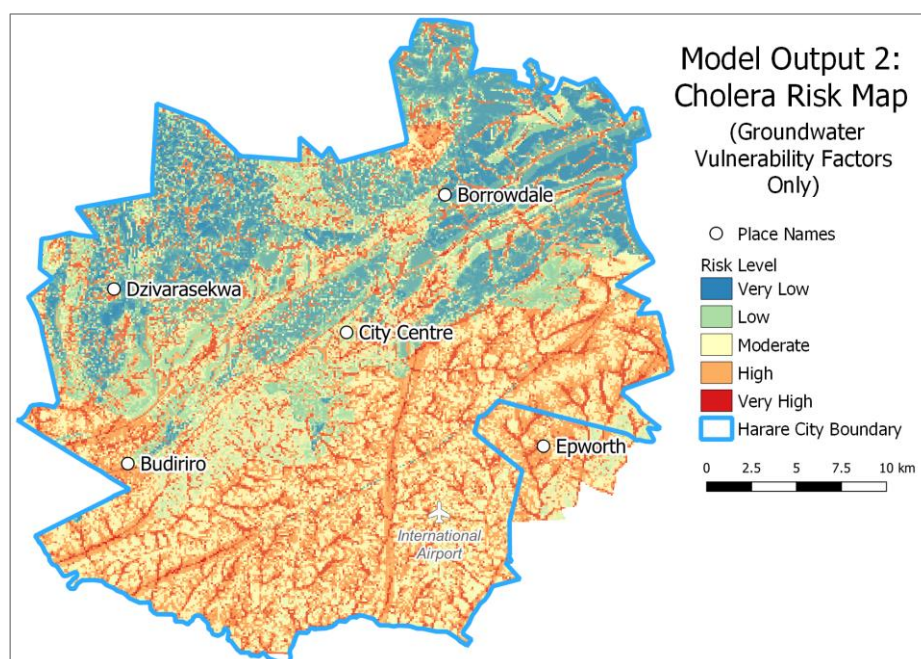 Model Output 2:
Cholera Risk Map
(Groundwater
Vulnerability Factors
Only)
Place Names
Risk Level
Very Low
Low
Moderate
High
Very High
Harare City Boundary
0 2.5 5 7.5 10 km
Borrowdale
Dzivarasekwa
City Centre
Epworth
Budiriro
International
Airport